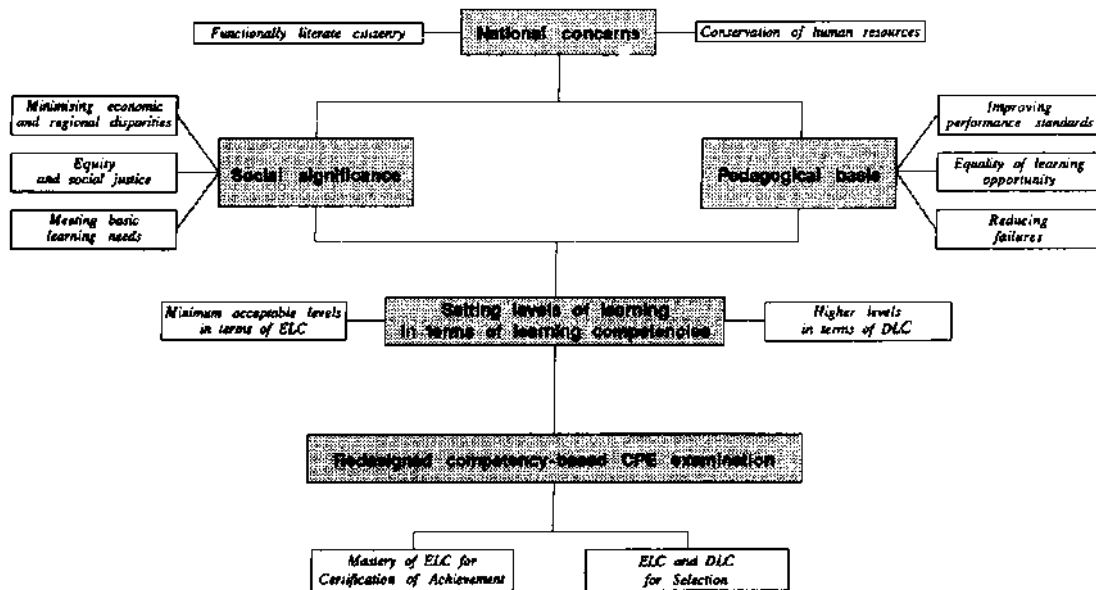 Functionally literate citizenry
National concerns
Conservation of human resources
Minimising economic
and regional disparities
Equity
and social justice
Meeting basic
learning needs
Social significance
Pedagogical basis
Improving
performance standards
Equality of learning
opportunity
Reducing
failures
Minimum acceptable levels
in terms of ELC
Setting levels of learning
in terms of learning competencies
Higher levels
in terms of DLC
Redesigned competency-based CPE examination
Mastery of ELC for
Certification of Achievement
ELC and DLC
for Selection